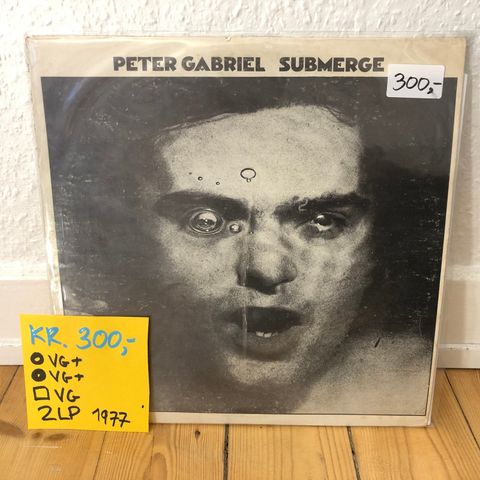 PETER GABRIEL SUBMERGE
300,-
KR. 300,-
VG+
VG+
VG
2LP 1977